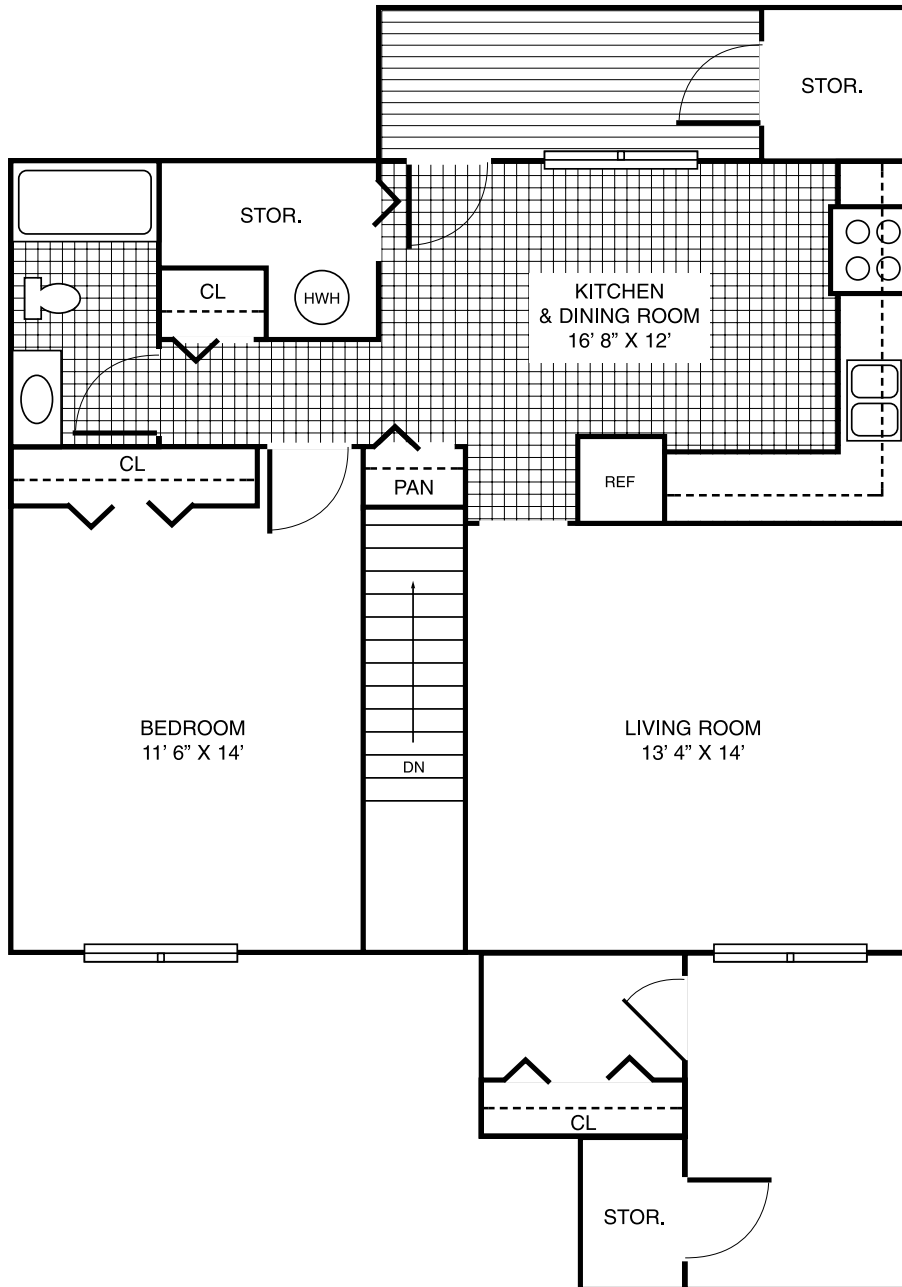 STOR.
STOR.
CL
HWH
KITCHEN
& DINING ROOM
16’ 8” X 12’
CL
PAN
REF
BEDROOM
11’ 6” X 14’
LIVING ROOM
13’ 4” X 14’
DN
CL
STOR.